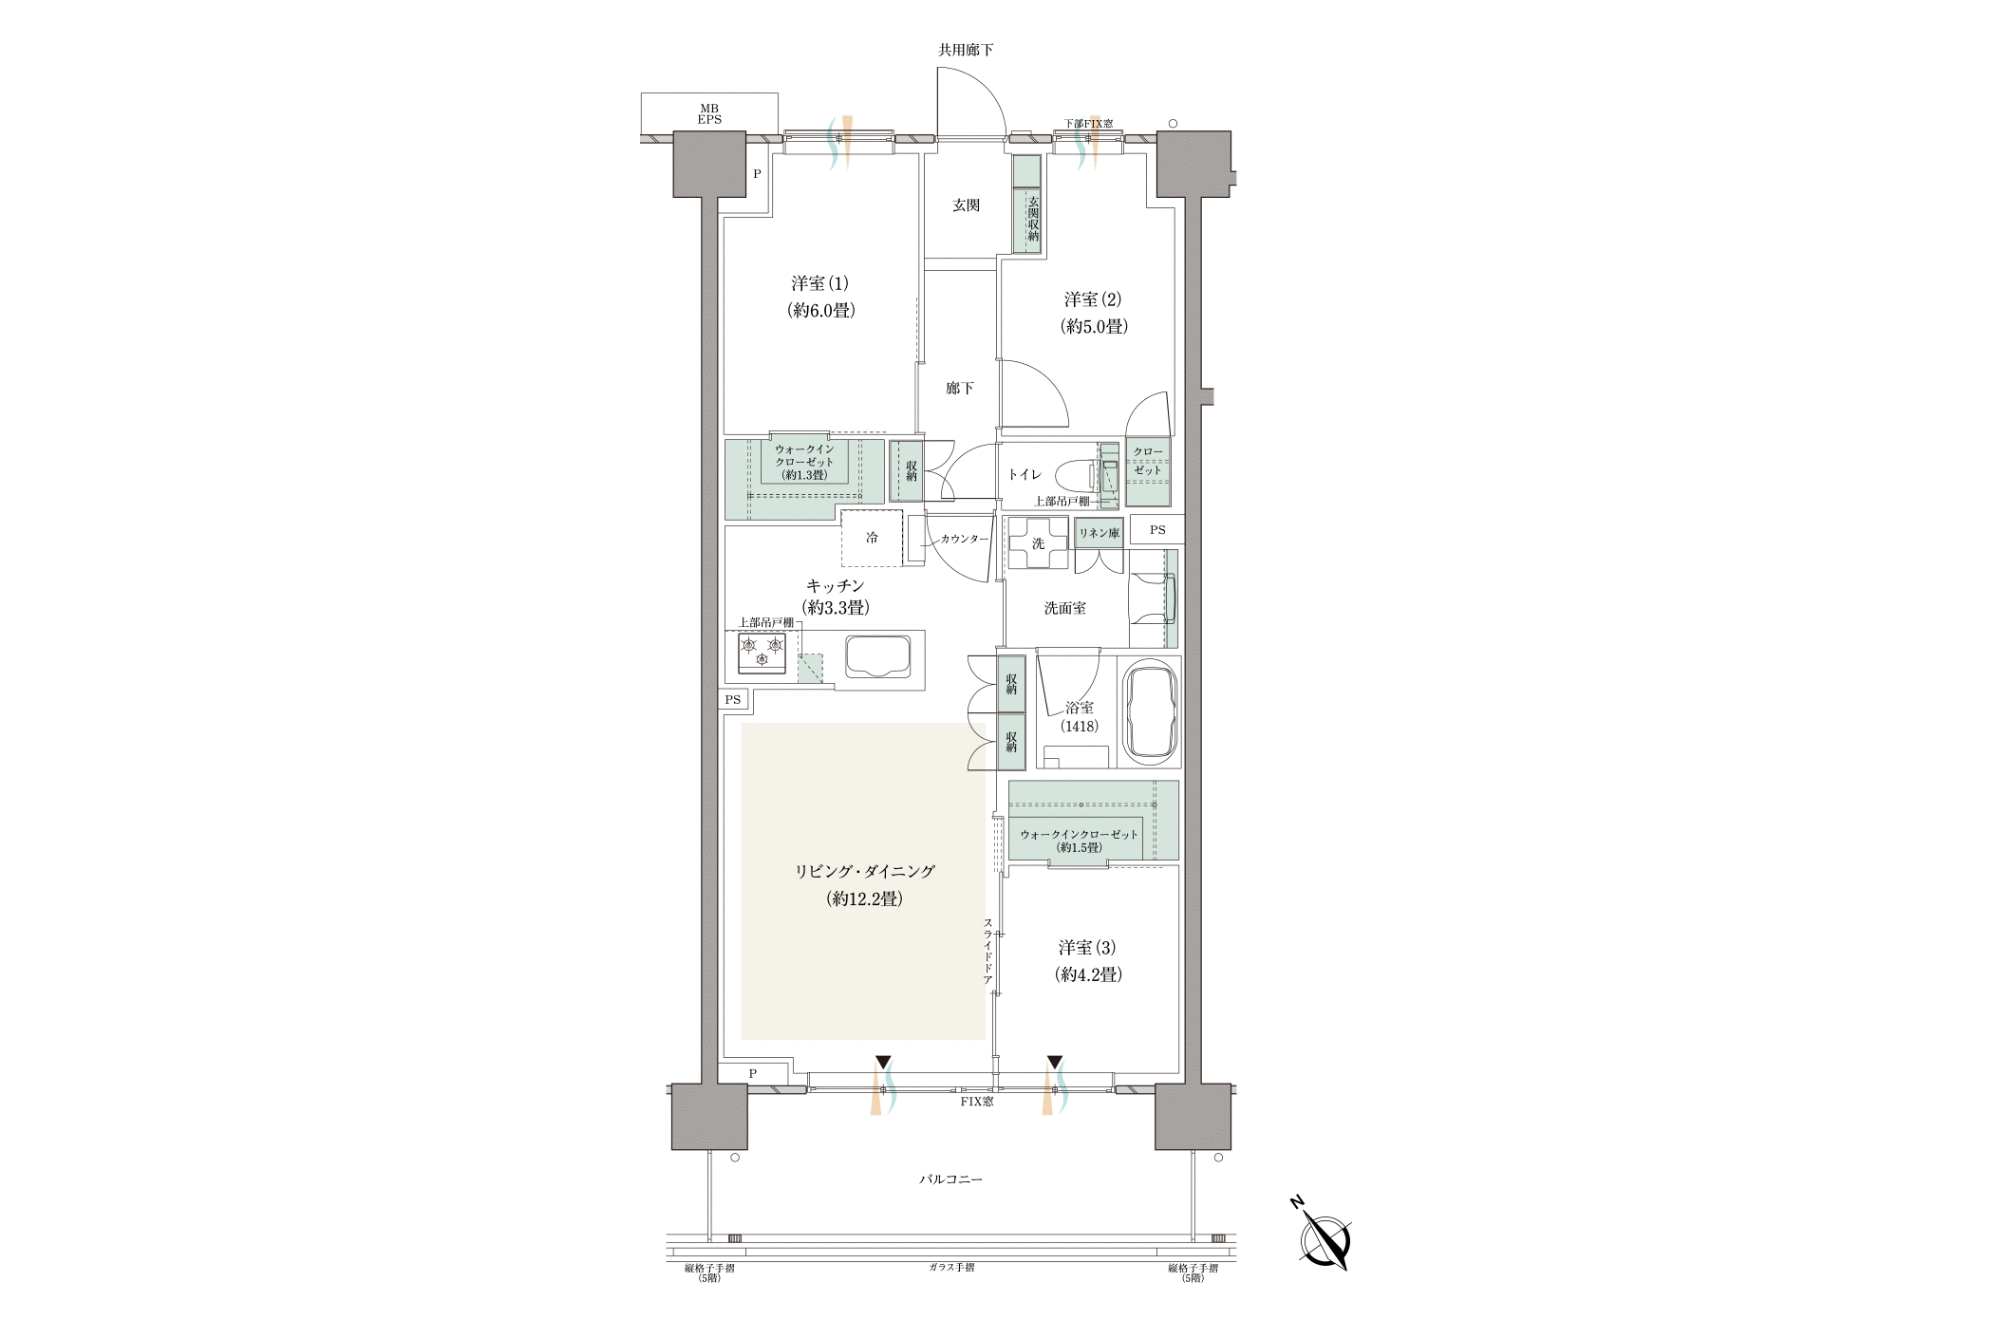 共用廊下
MB
EPS
下部FIX窓
P
玄関
玄関収納
洋室(1)
(約6.0畳)
洋室(2)
(約5.0畳)
廊下
ウォークイン
クローゼット
(約1.3畳)
収納
トイレ
上部吊戸棚
クロー
ゼット
冷
カウンター
洗
リネン庫
PS
キッチン
(約3.3畳)
洗面室
上部吊戸棚
PS
収納
収納
浴室
(1418)
ウォークインクローゼット
(約1.5畳)
リビング・ダイニング
(約12.2畳)
スライドドア
洋室(3)
(約4.2畳)
P
FIX窓
バルコニー
N
縦格子手摺
(5階)
ガラス手摺
縦格子手摺
(5階)